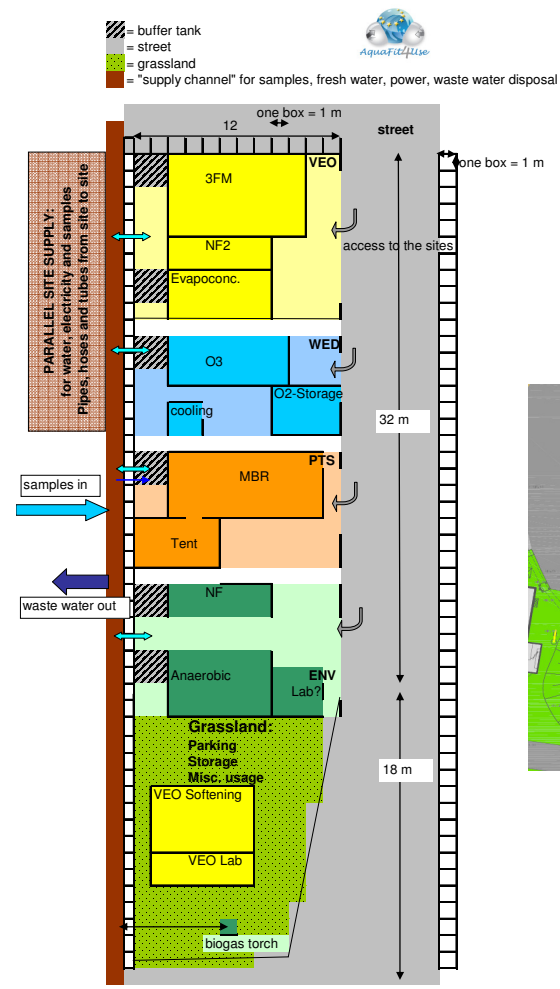 = buffer tank
= street
= grassland
= "supply channel" for samples, fresh water, power, waste water disposal
AquaFit4Use
one box = 1 m
12
street
one box = 1 m
VEO
3FM
NF2
Evapoconc.
access to the sites
PARALLEL SITE SUPPLY:
for water, electricity and samples
Pipes, hoses and tubes from site to site
WED
O3
O2-Storage
cooling
32 m
PTS
MBR
samples in
Tent
waste water out
NF
Anaerobic
ENV
Lab?
Grassland:
Parking
Storage
Misc. usage
18 m
VEO Softening
VEO Lab
biogas torch